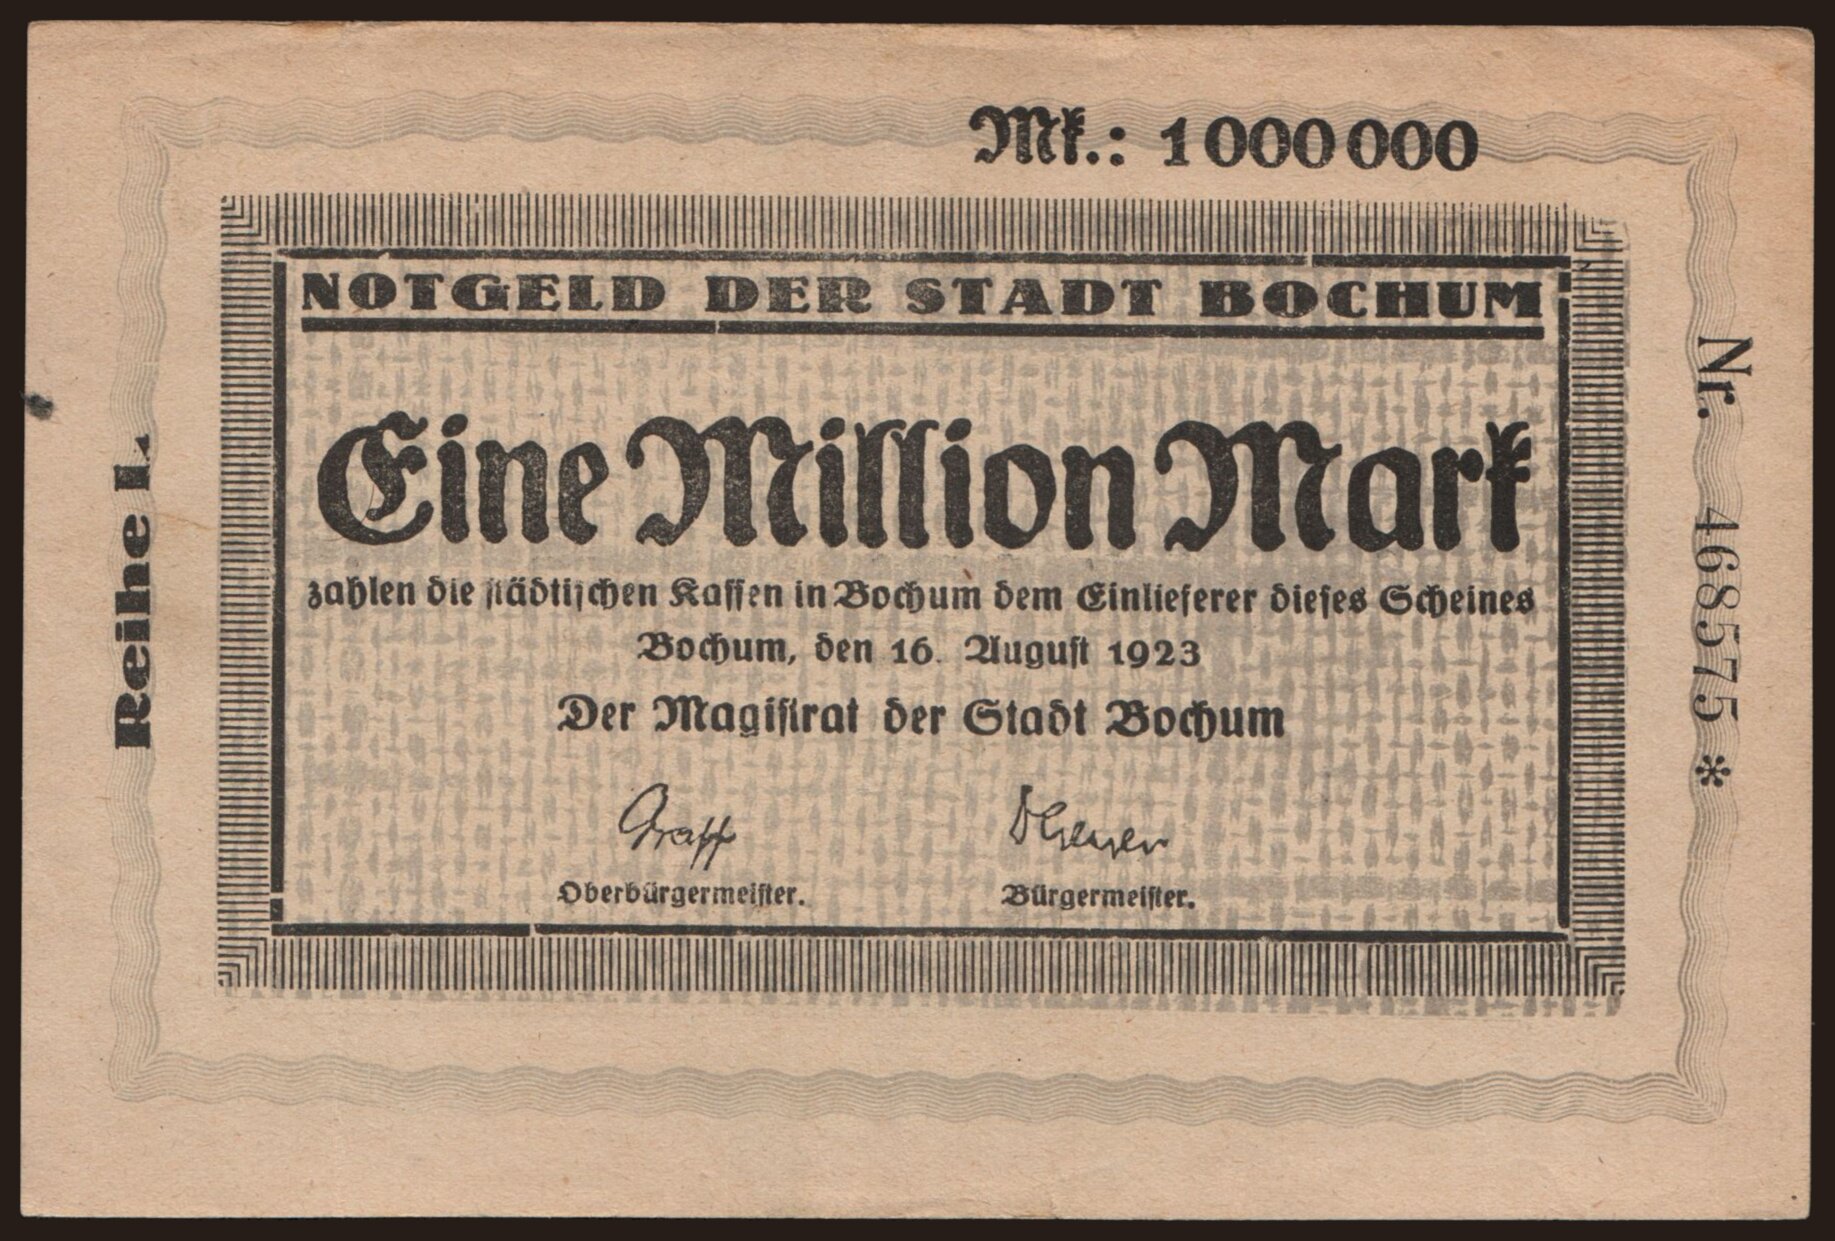 Mk.: 1000000
NOTGELD DER STADT BOCHUM
Eine Million Mark
zahlen die städtischen Kassen in Bochum dem Einlieferer dieses Scheines
Bochum, den 16. August 1923
Der Magistrat der Stadt Bochum
Graff
Oberbürgermeister.
Bürgermeister.
Reihe I.
Nr. 468575 *